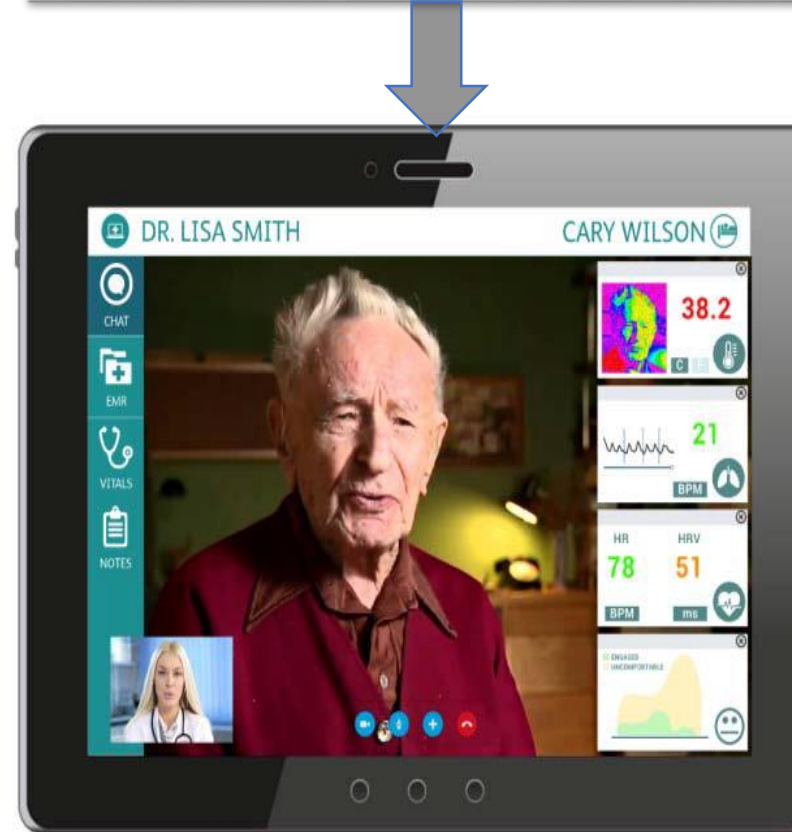 DR. LISA SMITH
CARY WILSON
CHAT
EMR
VITALS
NOTES
38.2
C
21
BPM
HR HRV
78 51
BPM ms
ENGAGED
UNCOMFORTABLE